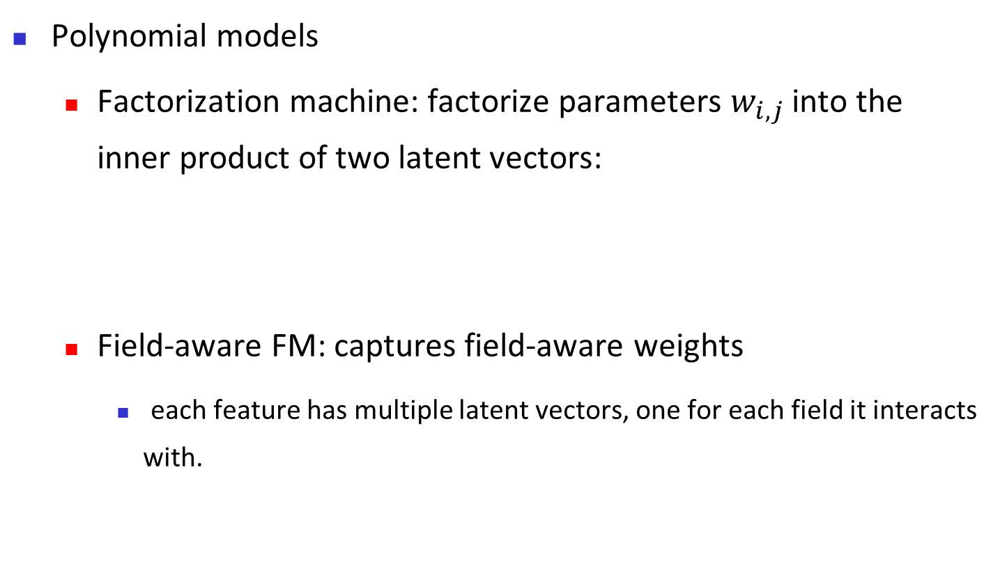 Polynomial models
Factorization machine: factorize parameters w_{i,j} into the
inner product of two latent vectors:
Field-aware FM: captures field-aware weights
each feature has multiple latent vectors, one for each field it interacts
with.